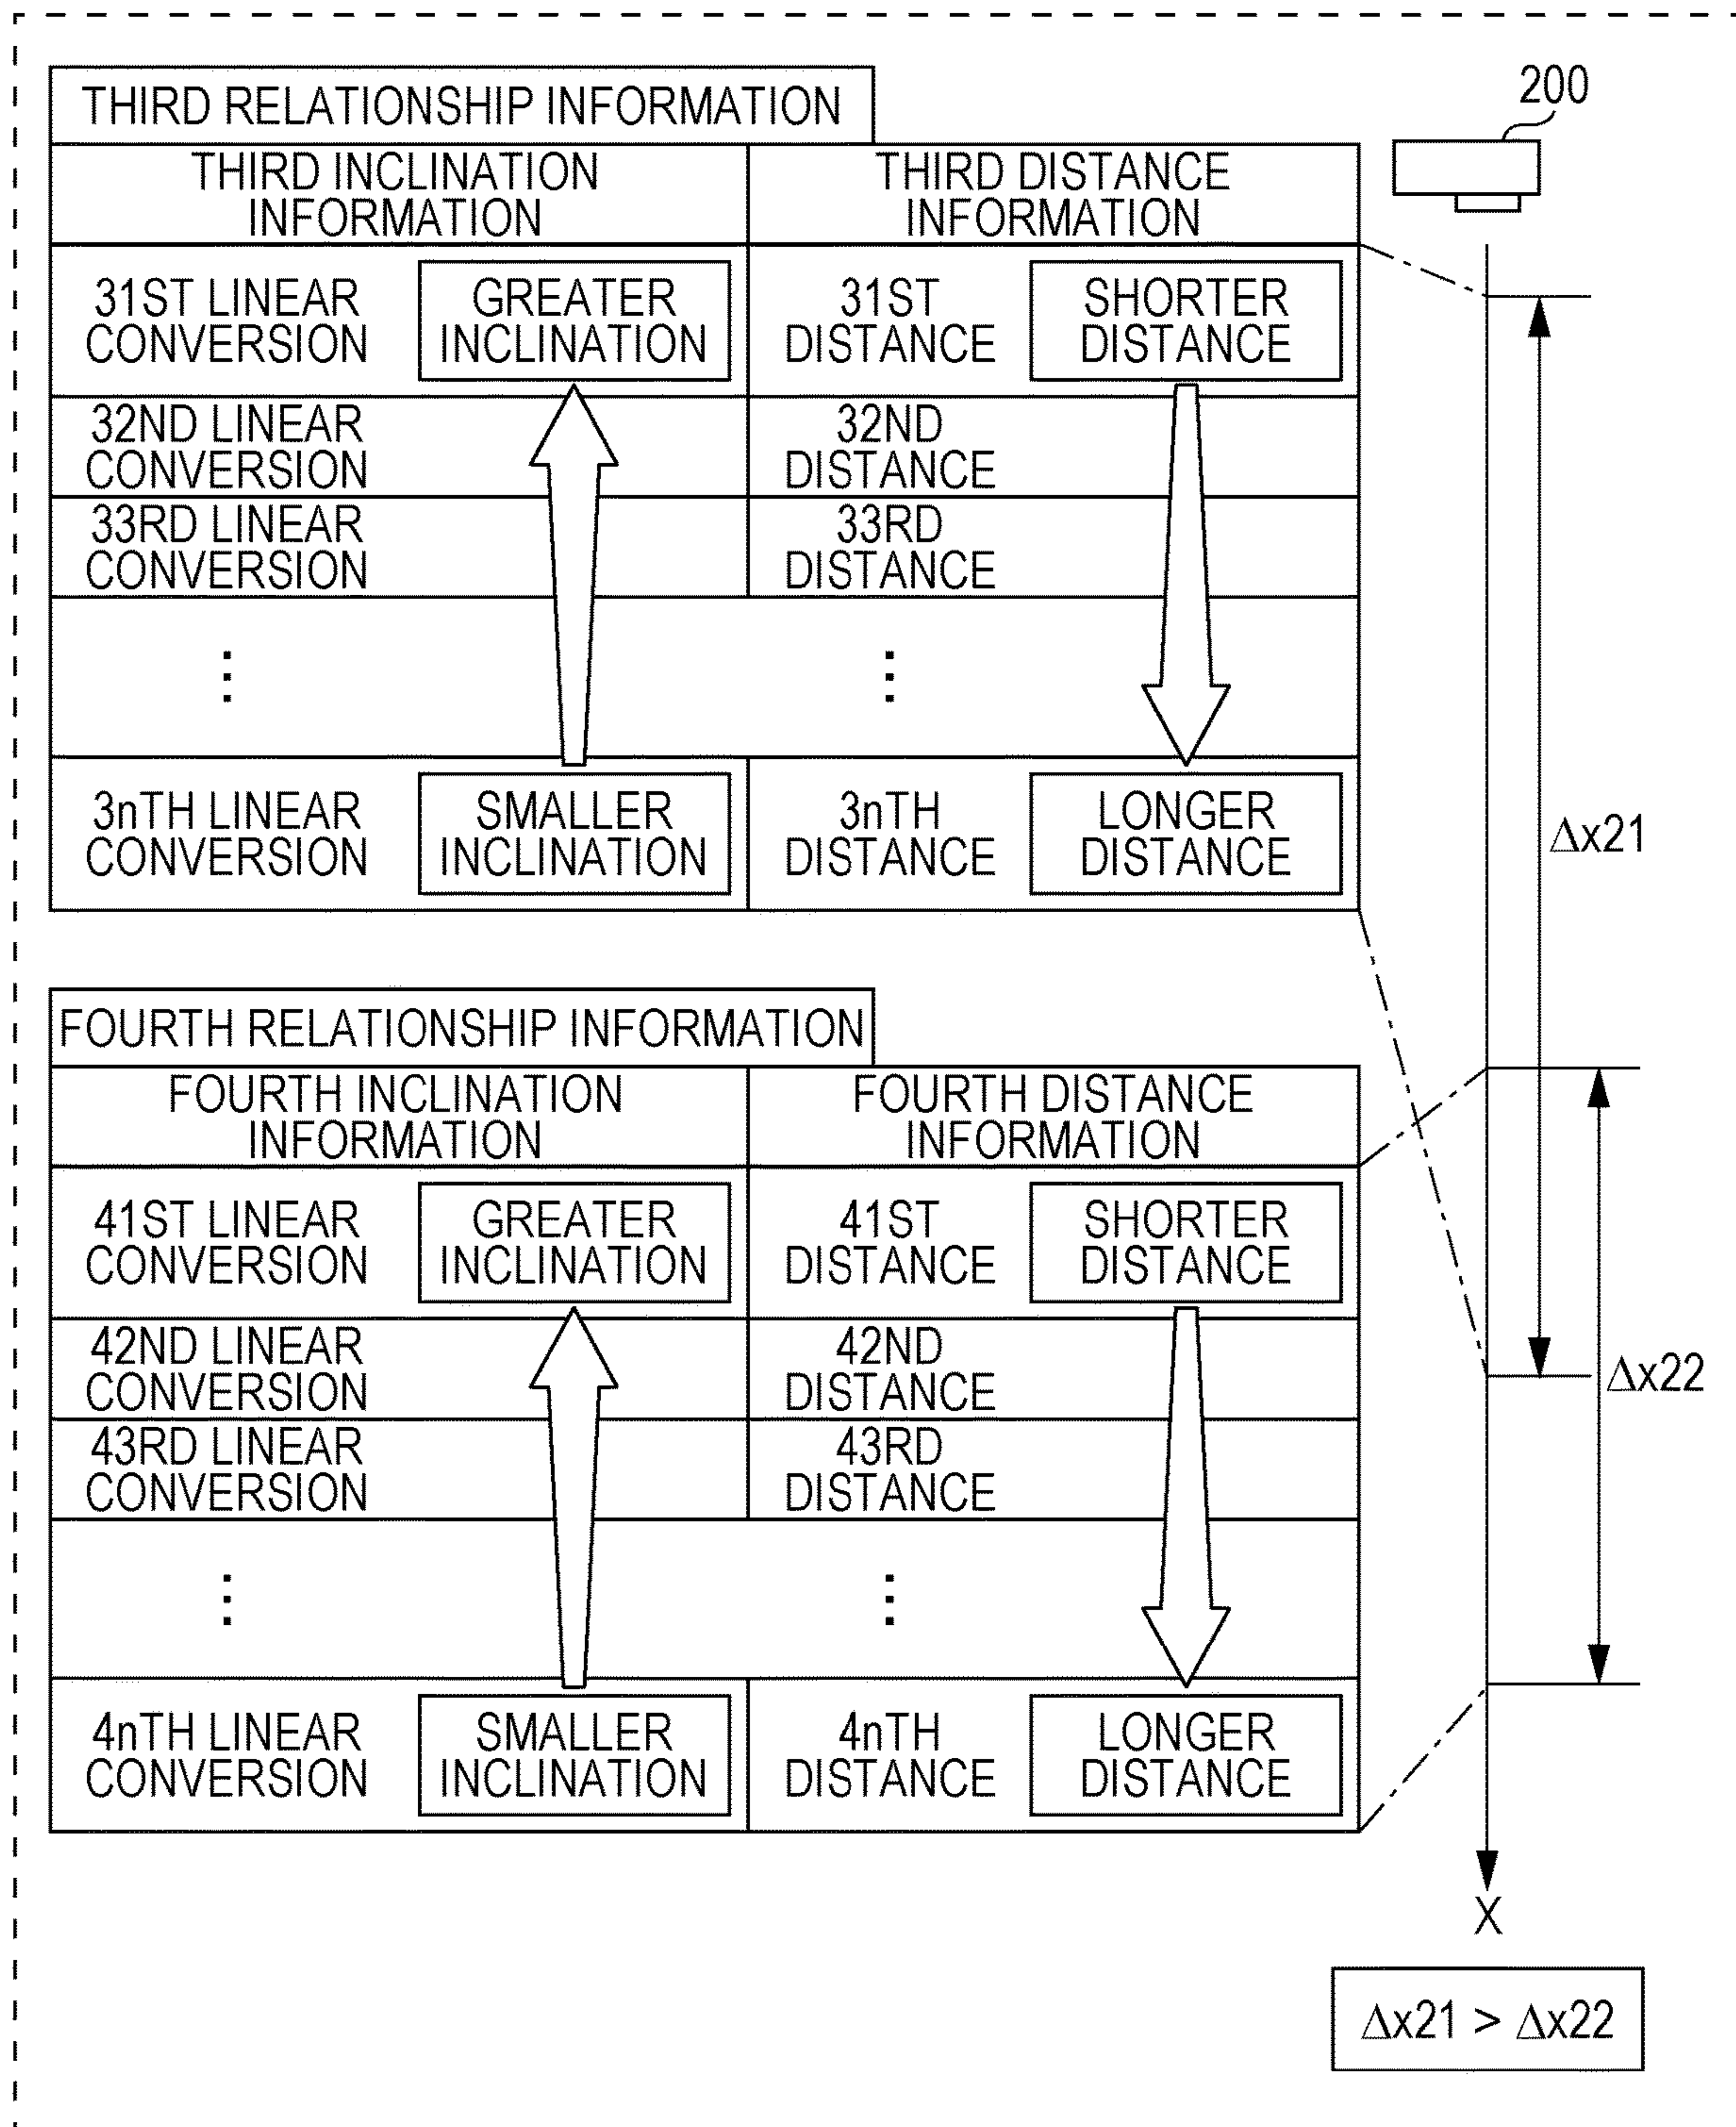 THIRD RELATIONSHIP INFORMATION
200
THIRD INCLINATION
INFORMATION
THIRD DISTANCE
INFORMATION
31ST LINEAR
CONVERSION
GREATER
INCLINATION
31ST
DISTANCE
SHORTER
DISTANCE
32ND LINEAR
CONVERSION
32ND
DISTANCE
33RD LINEAR
CONVERSION
33RD
DISTANCE
⋮
⋮
3nTH LINEAR
CONVERSION
SMALLER
INCLINATION
3nTH
DISTANCE
LONGER
DISTANCE
Δx21
FOURTH RELATIONSHIP INFORMATION
FOURTH INCLINATION
INFORMATION
FOURTH DISTANCE
INFORMATION
41ST LINEAR
CONVERSION
GREATER
INCLINATION
41ST
DISTANCE
SHORTER
DISTANCE
42ND LINEAR
CONVERSION
42ND
DISTANCE
Δx22
43RD LINEAR
CONVERSION
43RD
DISTANCE
⋮
⋮
4nTH LINEAR
CONVERSION
SMALLER
INCLINATION
4nTH
DISTANCE
LONGER
DISTANCE
X
Δx21 > Δx22